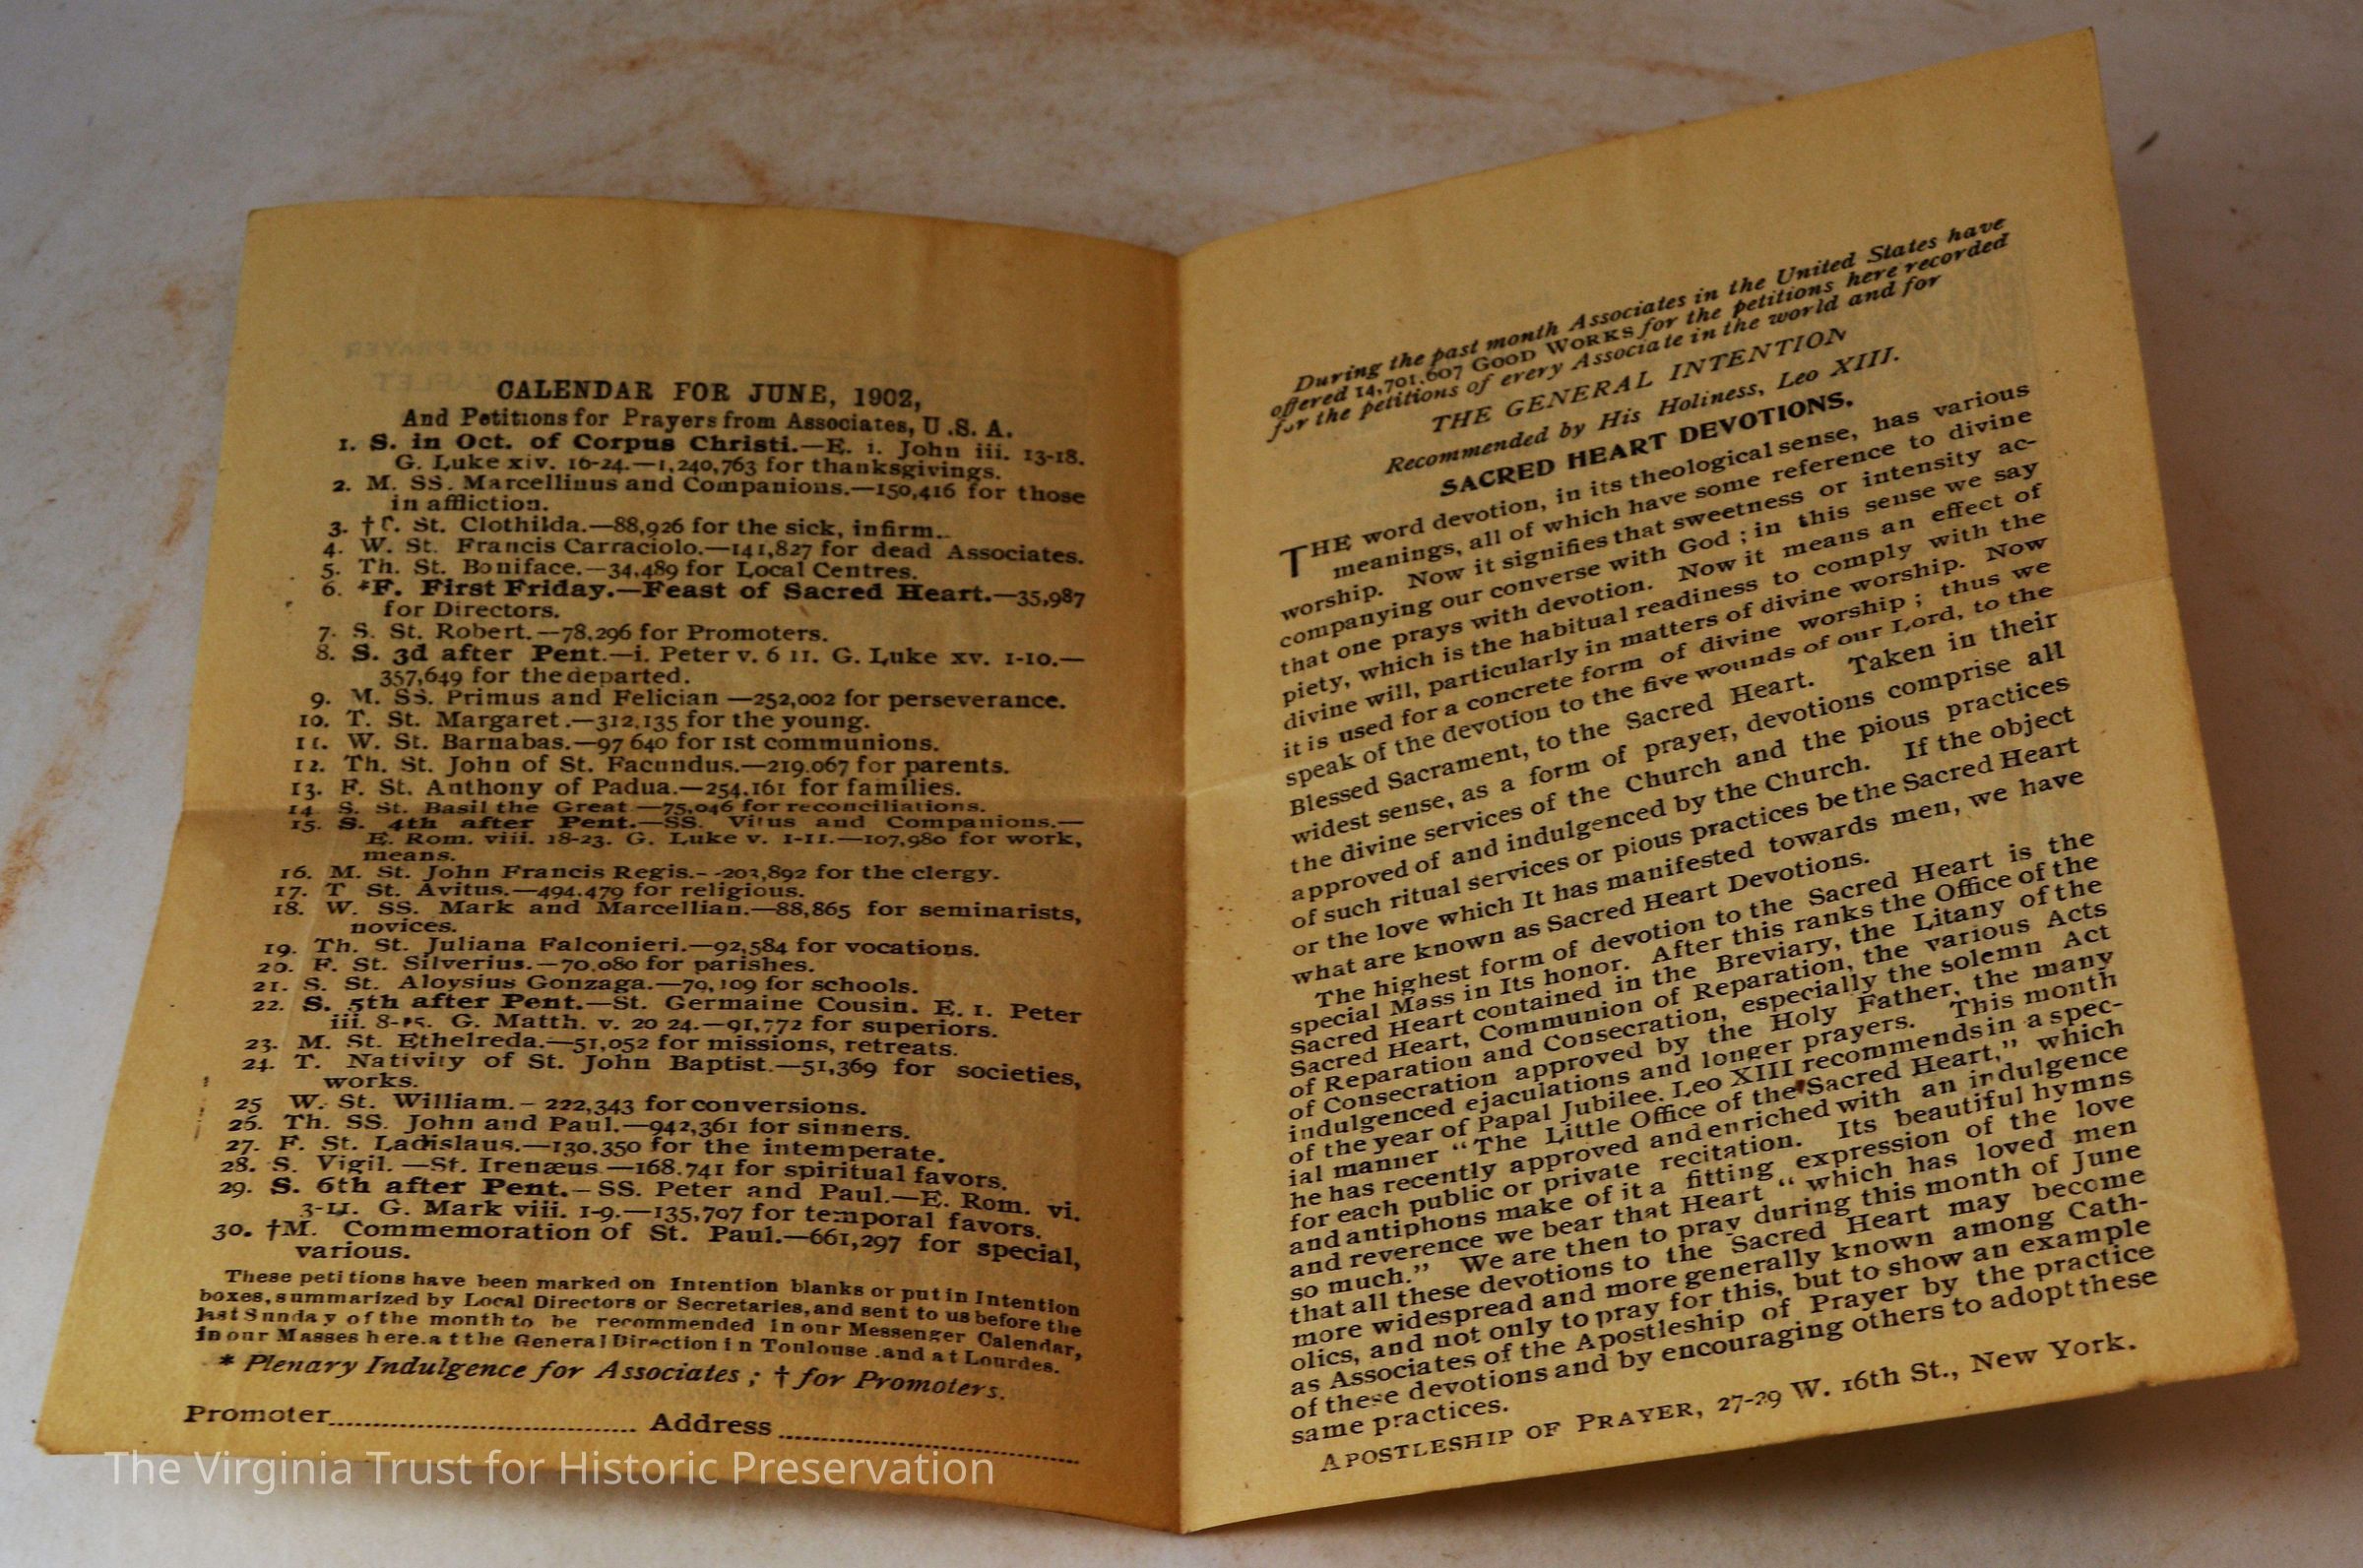 CALENDAR FOR JUNE, 1902,
And Petitions for Prayers from Associates, U.S.A.
1. S. in Oct. of Corpus Christi.—E. i. John iii. 13-18.
G. Luke xiv. 16-24.—1,240,763 for thanksgivings.
2. M. SS. Marcellinus and Companions.—150,416 for those
in affliction.
3. † St. Clothilda.—88,926 for the sick, infirm.
4. W. St. Francis Carraciolo.—141,827 for dead Associates.
5. Th. St. Boniface.—34,489 for Local Centres.
6. *F. First Friday.—Feast of Sacred Heart.—35,987
for Directors.
7. S. St. Robert.—78,296 for Promoters.
8. S. 3d after Pent.—i. Peter v. 6 11. G. Luke xv. 1-10.—
357,649 for the departed.
9. M. SS. Primus and Felician —252,002 for perseverance.
10. T. St. Margaret.—312,135 for the young.
11. W. St. Barnabas.—97 640 for 1st communions.
12. Th. St. John of St. Facundus.—219.067 for parents.
13. F. St. Anthony of Padua.—254,161 for families.
14 S. St. Basil the Great —75,046 for reconciliations.
15. S. 4th after Pent.—SS. Vitus and Companions.—
E. Rom. viii. 18-23. G. Luke v. 1-11.—107,980 for work,
means.
16. M. St. John Francis Regis.--203,892 for the clergy.
17. T St. Avitus.—494,479 for religious.
18. W. SS. Mark and Marcellian.—88,865 for seminarists,
novices.
19. Th. St. Juliana Falconieri.—92,584 for vocations.
20. F. St. Silverius.—70,080 for parishes.
21. S. St. Aloysius Gonzaga.—79,109 for schools.
22. S. 5th after Pent.—St. Germaine Cousin. E. 1. Peter
iii. 8-15. G. Matth. v. 20 24.—91,772 for superiors.
23. M. St. Ethelreda.—51,052 for missions, retreats.
24. T. Nativity of St. John Baptist.—51,369 for societies,
works.
25 W. St. William.– 222,343 for conversions.
26. Th. SS. John and Paul.—942,361 for sinners.
27. F. St. Ladislaus.—130,350 for the intemperate.
28. S. Vigil.—St. Irenæus —168,741 for spiritual favors.
29. S. 6th after Pent.–SS. Peter and Paul.—E. Rom. vi.
3-11. G. Mark viii. 1-9.—135,797 for temporal favors.
30. †M. Commemoration of St. Paul.—661,297 for special,
various.
These petitions have been marked on Intention blanks or put in Intention
boxes, summarized by Local Directors or Secretaries, and sent to us before the
last Sunday of the month to be recommended in our Messenger Calendar,
in our Masses here, at the General Direction in Toulouse, and at Lourdes.
* Plenary Indulgence for Associates ; † for Promoters.
Promoter.................... Address ....................
During the past month Associates in the United States have
offered 14,701,607 GOOD WORKS for the petitions here recorded
for the petitions of every Associate in the world and for
THE GENERAL INTENTION
Recommended by His Holiness, Leo XIII.
SACRED HEART DEVOTIONS.
THE word devotion, in its theological sense, has various
meanings, all of which have some reference to divine
worship. Now it signifies that sweetness or intensity ac-
companying our converse with God ; in this sense we say
that one prays with devotion. Now it means an effect of
piety, which is the habitual readiness to comply with the
divine will, particularly in matters of divine worship. Now
it is used for a concrete form of divine worship ; thus we
speak of the devotion to the five wounds of our Lord, to the
Blessed Sacrament, to the Sacred Heart. Taken in their
widest sense, as a form of prayer, devotions comprise all
the divine services of the Church and the pious practices
approved of and indulgenced by the Church. If the object
of such ritual services or pious practices be the Sacred Heart
or the love which It has manifested towards men, we have
what are known as Sacred Heart Devotions.
The highest form of devotion to the Sacred Heart is the
special Mass in Its honor. After this ranks the Office of the
Sacred Heart contained in the Breviary, the Litany of the
Sacred Heart, Communion of Reparation, the various Acts
of Reparation and Consecration, especially the solemn Act
of Consecration approved by the Holy Father, the many
indulgenced ejaculations and longer prayers. This month
of the year of Papal Jubilee. Leo XIII recommends in a spec-
ial manner "The Little Office of the Sacred Heart," which
he has recently approved and enriched with an indulgence
for each public or private recitation. Its beautiful hymns
and antiphons make of it a fitting expression of the love
and reverence we bear that Heart "which has loved men
so much." We are then to pray during this month of June
that all these devotions to the Sacred Heart may become
more widespread and more generally known among Cath-
olics, and not only to pray for this, but to show an example
as Associates of the Apostleship of Prayer by the practice
of these devotions and by encouraging others to adopt these
same practices.
APOSTLESHIP OF PRAYER, 27-29 W. 16th St., New York.
The Virginia Trust for Historic Preservation